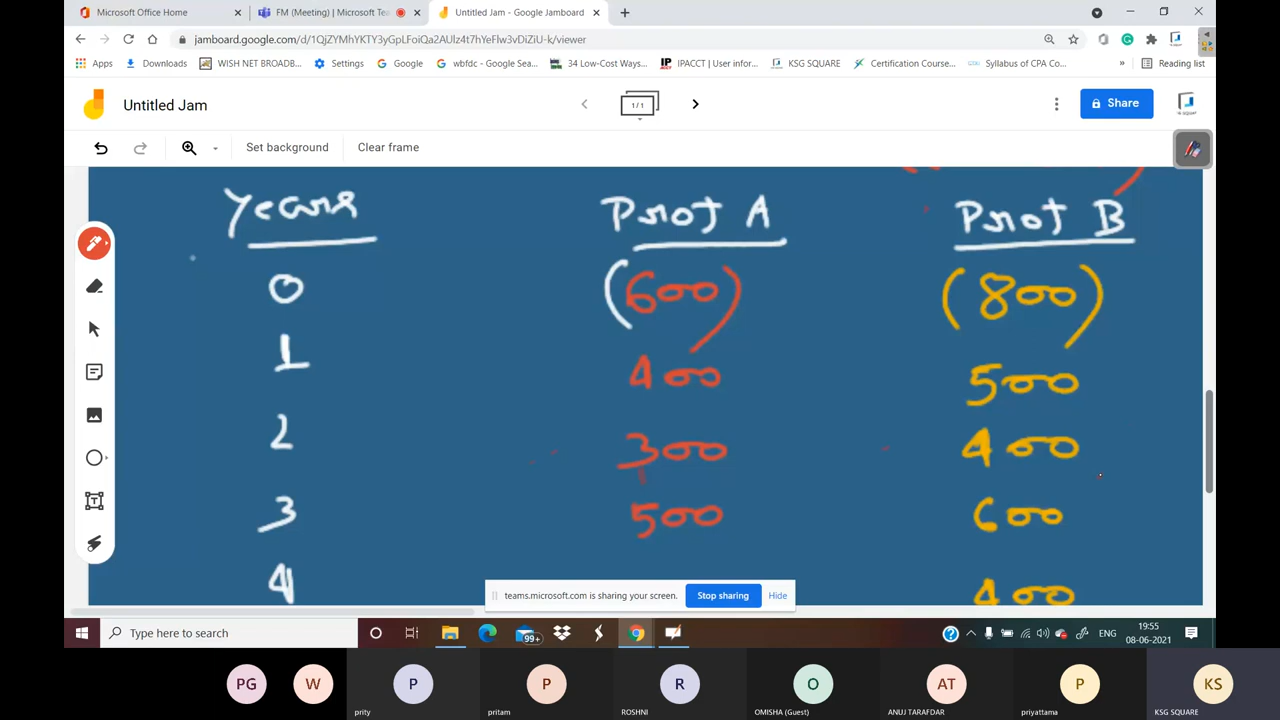 Microsoft Office Home
FM (Meeting) | Microsoft Tea
Untitled Jam - Google Jamboard
jamboard.google.com/d/1QjZYMhYKTY3yGpLFoiQa2AUlz4t7hYeFlw3vDiZiU-k/viewer
Apps
Downloads
WISH NET BROADB...
Settings
Google
wbfdc - Google Sea...
34 Low-Cost Ways...
IPACCT | User infor...
KSG SQUARE
Certification Course...
Syllabus of CPA Co...
»
Reading list
Untitled Jam
1/1
Share
Set background
Clear frame
Years Prot A Prot B
0 (600) (800)
1 400 500
2 300 400
3 500 600
4 400
teams.microsoft.com is sharing your screen. Stop sharing Hide
Type here to search
99+
ENG
19:55
08-06-2021
PG W P P R O AT P KS
prity pritam ROSHNI OMISHA (Guest) ANUJ TARAFDAR priyattama KSG SQUARE